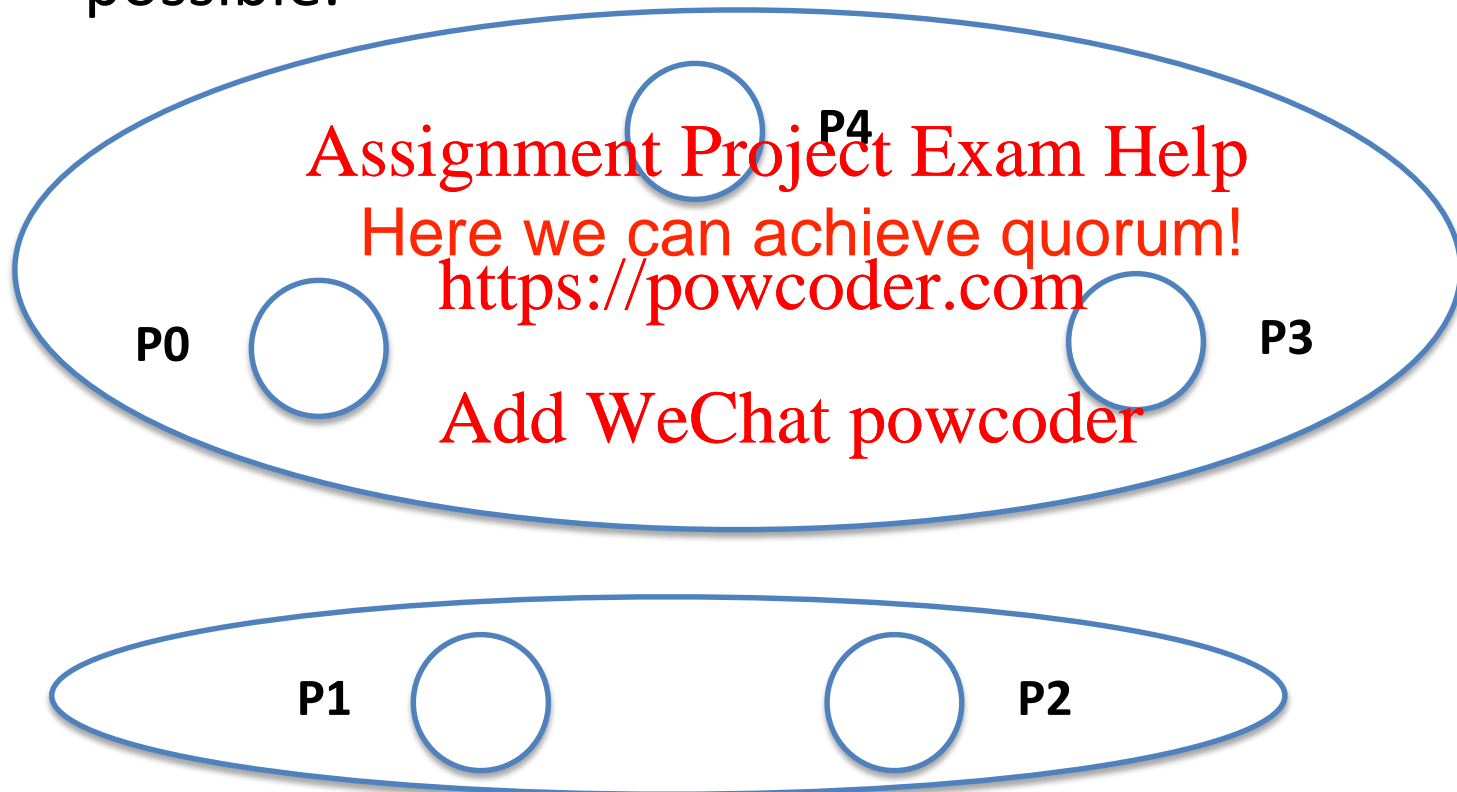 possible.
P4
Assignment Project Exam Help
Here we can achieve quorum!
https://powcoder.com
P0
P3
Add WeChat powcoder
P1
P2